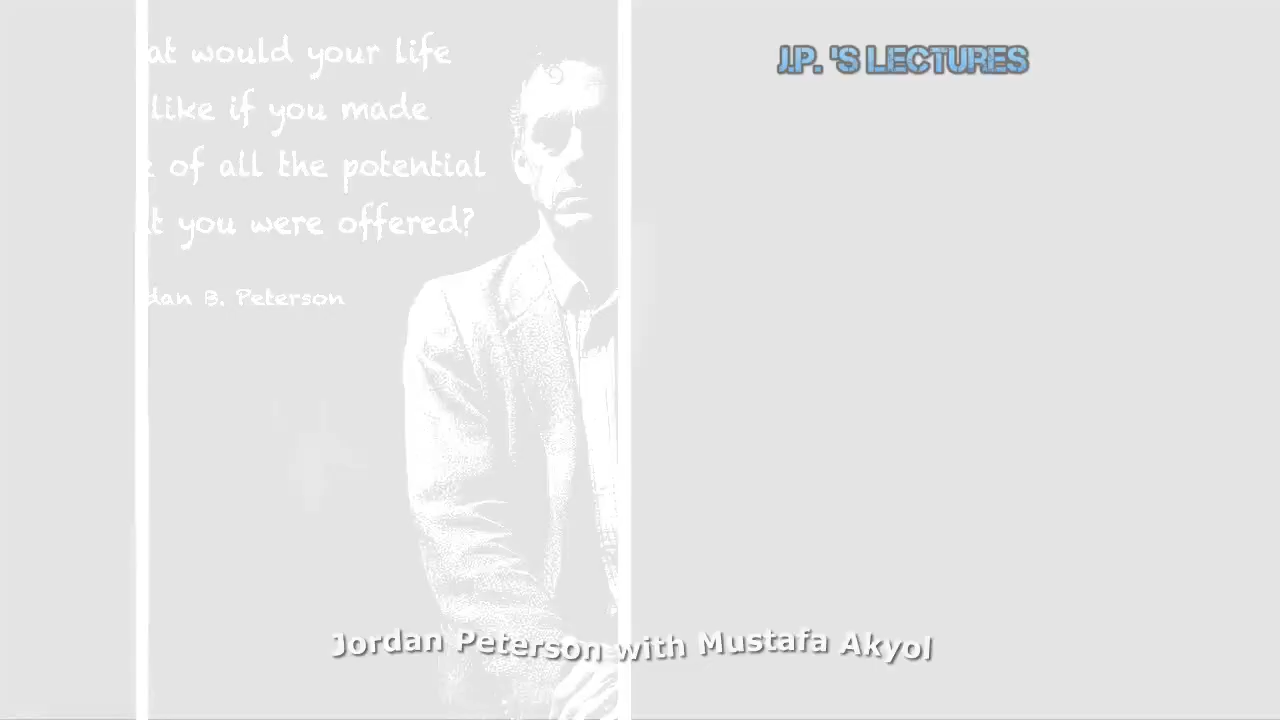 at would your life
like if you made
of all the potential
t you were offered?
dan B. Peterson
J.P. 'S LECTURES
Jordan Peterson with Mustafa Akyol